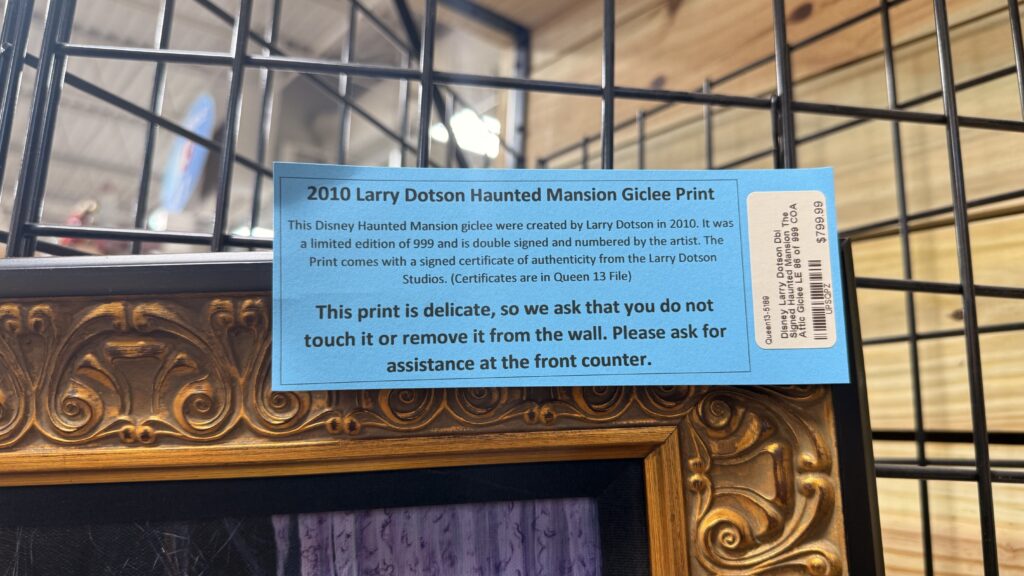 2010 Larry Dotson Haunted Mansion Giclee Print
This Disney Haunted Mansion giclee were created by Larry Dotson in 2010. It was
a limited edition of 999 and is double signed and numbered by the artist. The
Print comes with a signed certificate of authenticity from the Larry Dotson
Studios. (Certificates are in Queen 13 File)
This print is delicate, so we ask that you do not
touch it or remove it from the wall. Please ask for
assistance at the front counter.
Queen13-5189
Disney Larry Dotson Dbl
Signed Haunted Mansion The
Attic Giclee LE 86 of 999 COA
$799.99
UPSQPZ